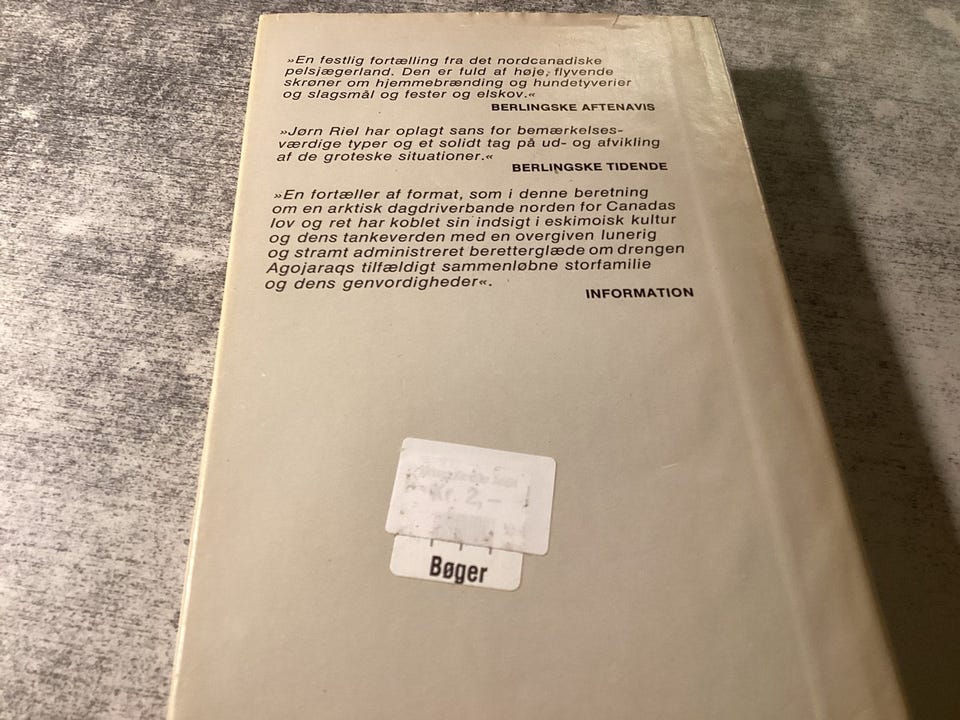 »En festlig fortælling fra det nordcanadiske
pelsjægerland. Den er fuld af høje, flyvende
skrøner om hjemmebrænding og hundetyverier
og slagsmål og fester og elskov.«
BERLINGSKE AFTENAVIS
»Jørn Riel har oplagt sans for bemærkelses-
værdige typer og et solidt tag på ud- og afvikling
af de groteske situationer.«
BERLINGSKE TIDENDE
»En fortæller af format, som i denne beretning
om en arktisk dagdriverbande norden for Canadas
lov og ret har koblet sin indsigt i eskimoisk kultur
og dens tankeverden med en overgiven lunerig
og stramt administreret beretterglæde om drengen
Agojaraqs tilfældigt sammenløbne storfamilie
og dens genvordigheder«.
INFORMATION
Kr. 2,–
Bøger